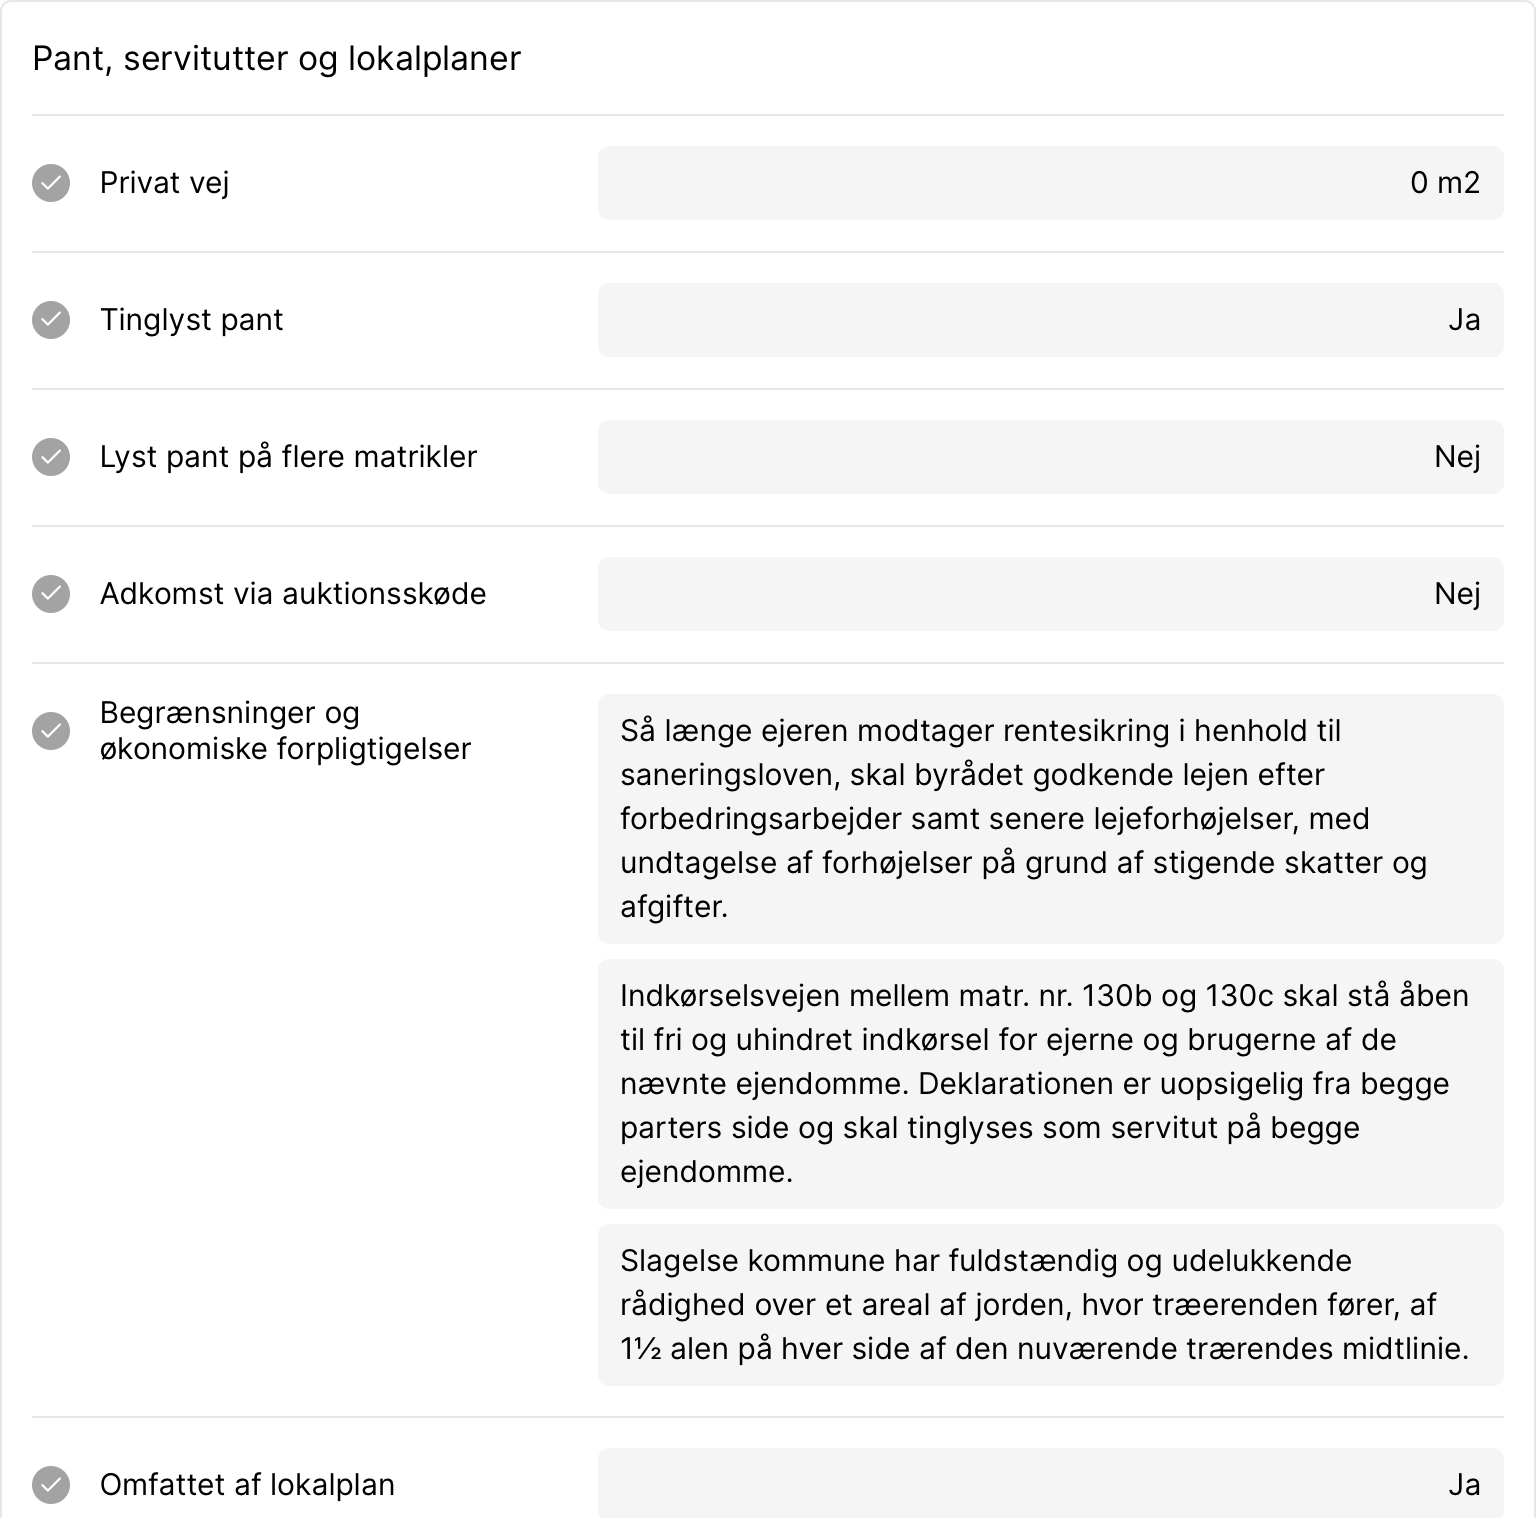 Pant, servitutter og lokalplaner
Privat vej
0 m2
Tinglyst pant
Ja
Lyst pant på flere matrikler
Nej
Adkomst via auktionsskøde
Nej
Begrænsninger og
økonomiske forpligtigelser
Så længe ejeren modtager rentesikring i henhold til
saneringsloven, skal byrådet godkende lejen efter
forbedringsarbejder samt senere lejeforhøjelser, med
undtagelse af forhøjelser på grund af stigende skatter og
afgifter.
Indkørselsvejen mellem matr. nr. 130b og 130c skal stå åben
til fri og uhindret indkørsel for ejerne og brugerne af de
nævnte ejendomme. Deklarationen er uopsigelig fra begge
parters side og skal tinglyses som servitut på begge
ejendomme.
Slagelse kommune har fuldstændig og udelukkende
rådighed over et areal af jorden, hvor træerenden fører, af
1½ alen på hver side af den nuværende trærendes midtlinie.
Omfattet af lokalplan
Ja